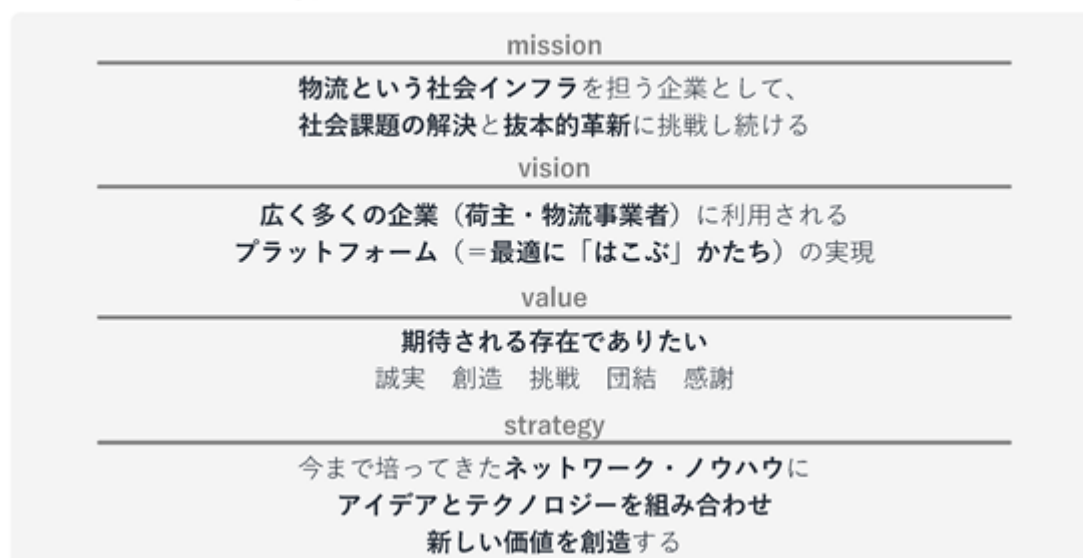 mission
物流という社会インフラを担う企業として、
社会課題の解決と抜本的革新に挑戦し続ける
vision
広く多くの企業（荷主・物流事業者）に利用される
プラットフォーム（＝最適に「はこぶ」かたち）の実現
value
期待される存在でありたい
誠実　創造　挑戦　団結　感謝
strategy
今まで培ってきたネットワーク・ノウハウに
アイデアとテクノロジーを組み合わせ
新しい価値を創造する